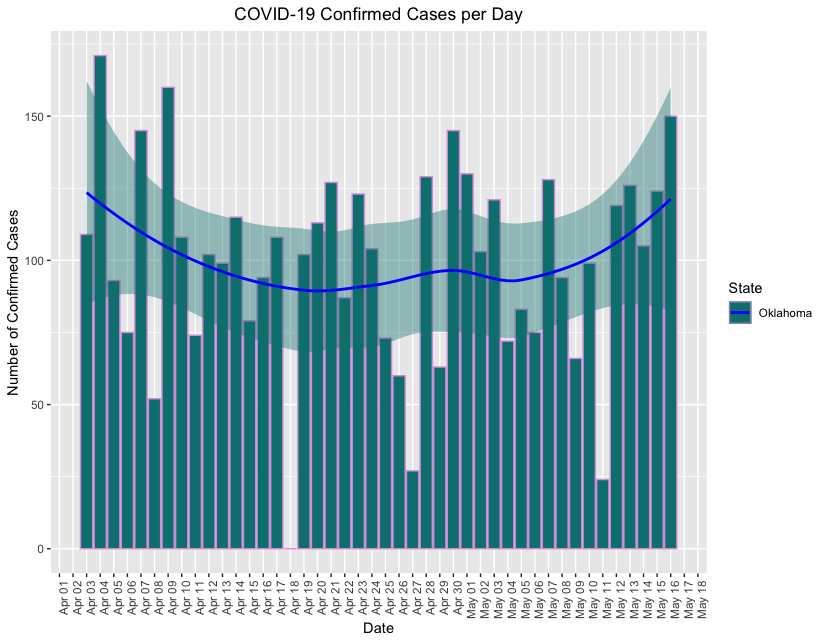 COVID-19 Confirmed Cases per Day
Number of Confirmed Cases
150
100
50
0
Apr 01
Apr 02
Apr 03
Apr 04
Apr 05
Apr 06
Apr 07
Apr 08
Apr 09
Apr 10
Apr 11
Apr 12
Apr 13
Apr 14
Apr 15
Apr 16
Apr 17
Apr 18
Apr 19
Apr 20
Apr 21
Apr 22
Apr 23
Apr 24
Apr 25
Apr 26
Apr 27
Apr 28
Apr 29
Apr 30
May 01
May 02
May 03
May 04
May 05
May 06
May 07
May 08
May 09
May 10
May 11
May 12
May 13
May 14
May 15
May 16
May 17
May 18
Date
State
Oklahoma